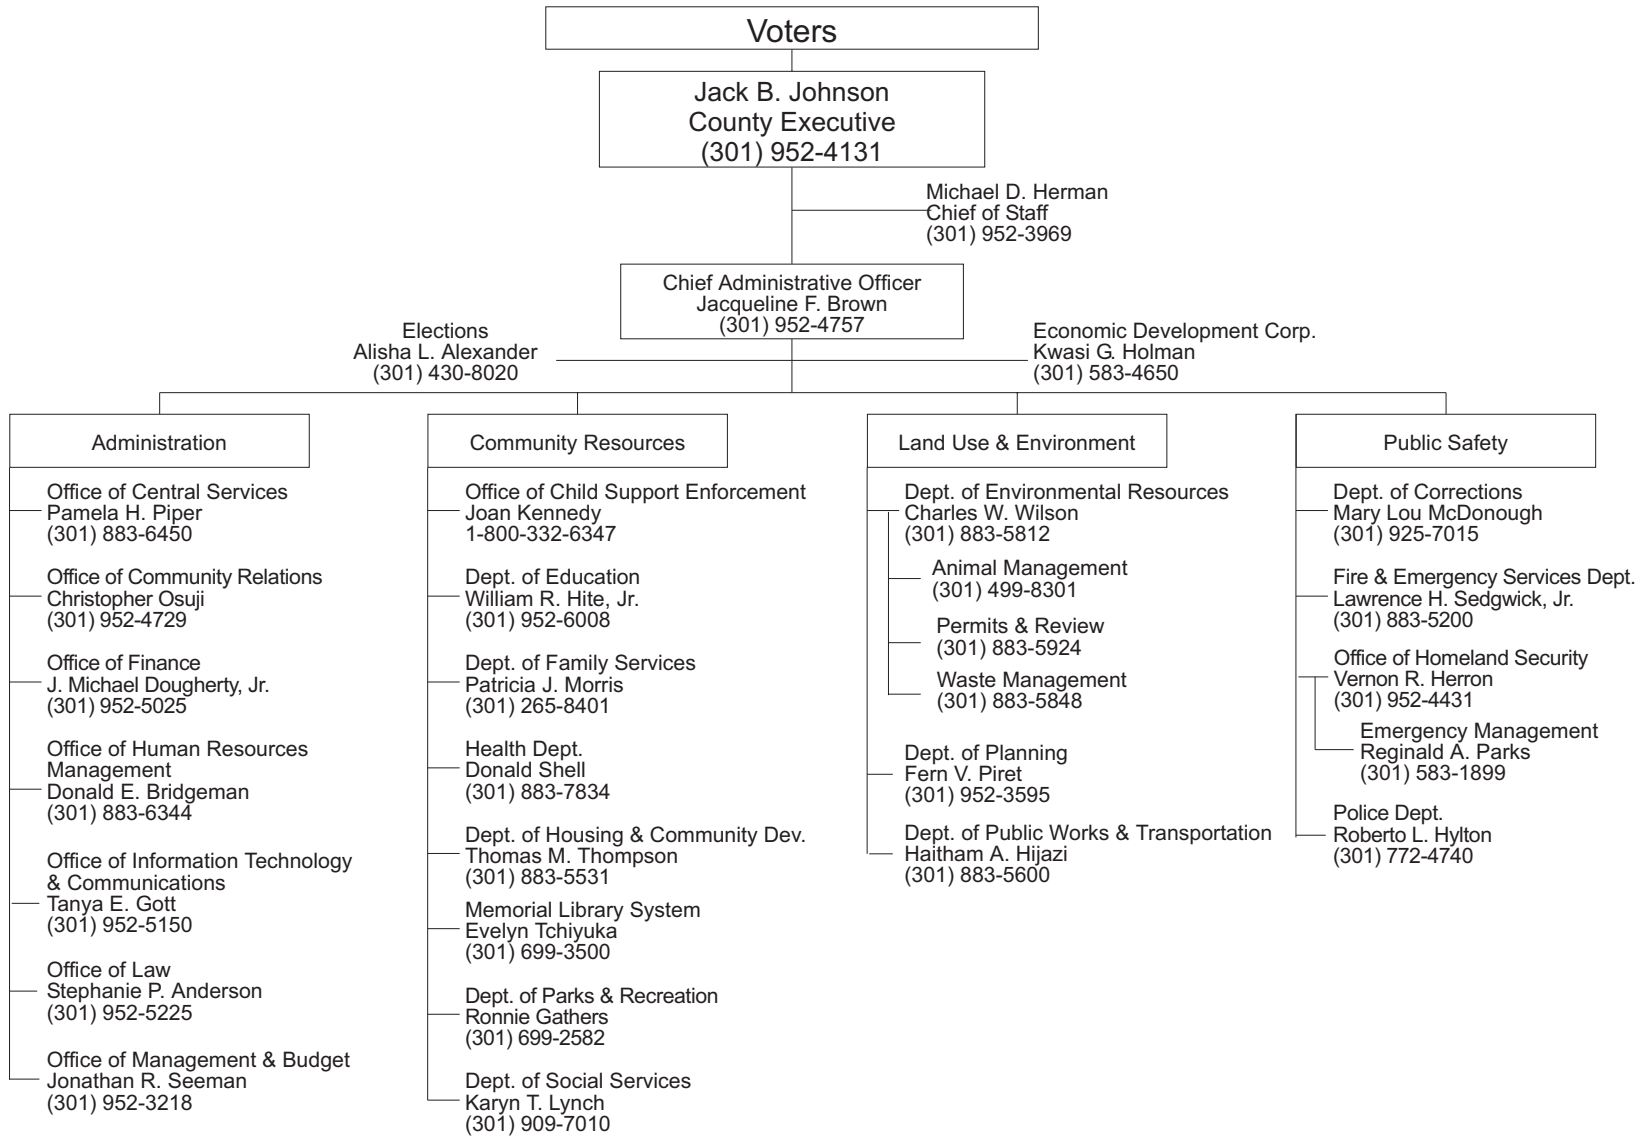 Voters
Jack B. Johnson
County Executive
(301) 952-4131
Michael D. Herman
Chief of Staff
(301) 952-3969
Chief Administrative Officer
Jacqueline F. Brown
(301) 952-4757
Elections
Alisha L. Alexander
(301) 430-8020
Economic Development Corp.
Kwasi G. Holman
(301) 583-4650
Administration
Office of Central Services
Pamela H. Piper
(301) 883-6450
Office of Community Relations
Christopher Osuji
(301) 952-4729
Office of Finance
J. Michael Dougherty, Jr.
(301) 952-5025
Office of Human Resources
Management
Donald E. Bridgeman
(301) 883-6344
Office of Information Technology
& Communications
Tanya E. Gott
(301) 952-5150
Office of Law
Stephanie P. Anderson
(301) 952-5225
Office of Management & Budget
Jonathan R. Seeman
(301) 952-3218
Community Resources
Office of Child Support Enforcement
Joan Kennedy
1-800-332-6347
Dept. of Education
William R. Hite, Jr.
(301) 952-6008
Dept. of Family Services
Patricia J. Morris
(301) 265-8401
Health Dept.
Donald Shell
(301) 883-7834
Dept. of Housing & Community Dev.
Thomas M. Thompson
(301) 883-5531
Memorial Library System
Evelyn Tchiyuka
(301) 699-3500
Dept. of Parks & Recreation
Ronnie Gathers
(301) 699-2582
Dept. of Social Services
Karyn T. Lynch
(301) 909-7010
Land Use & Environment
Dept. of Environmental Resources
Charles W. Wilson
(301) 883-5812
Animal Management
(301) 499-8301
Permits & Review
(301) 883-5924
Waste Management
(301) 883-5848
Dept. of Planning
Fern V. Piret
(301) 952-3595
Dept. of Public Works & Transportation
Haitham A. Hijazi
(301) 883-5600
Public Safety
Dept. of Corrections
Mary Lou McDonough
(301) 925-7015
Fire & Emergency Services Dept.
Lawrence H. Sedgwick, Jr.
(301) 883-5200
Office of Homeland Security
Vernon R. Herron
(301) 952-4431
Emergency Management
Reginald A. Parks
(301) 583-1899
Police Dept.
Roberto L. Hylton
(301) 772-4740